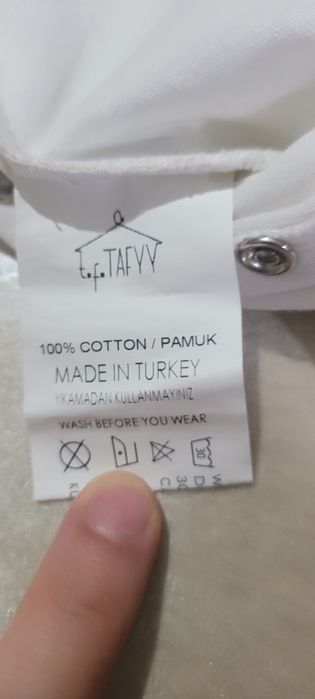 t.f.TAFYY
100% COTTON / PAMUK
MADE IN TURKEY
YIKAMADAN KULLANMAYINIZ
WASH BEFORE YOU WEAR
30